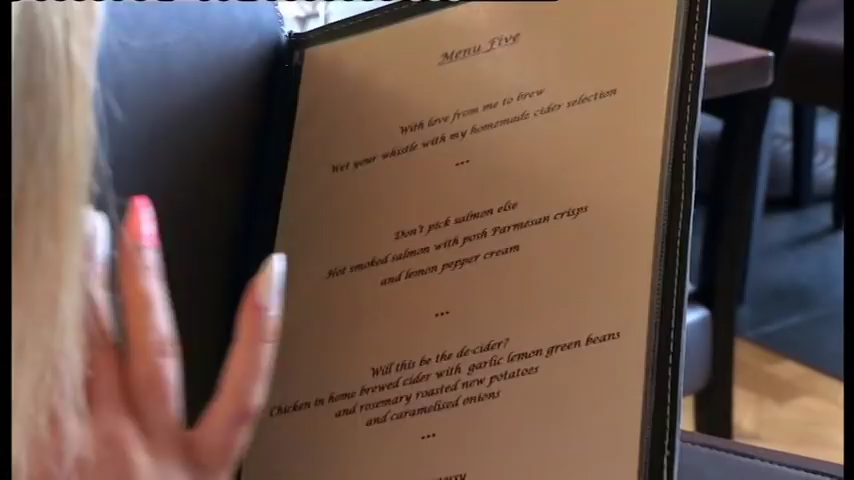 Menu Five
With love from me to brew
Wet your whistle with my homemade cider selection
***
Don't pick salmon else
Hot smoked salmon with posh Parmesan crisps
and lemon pepper cream
***
Will this be the de-cider?
Chicken in home brewed cider with garlic lemon green beans
and rosemary roasted new potatoes
and caramelised onions
***